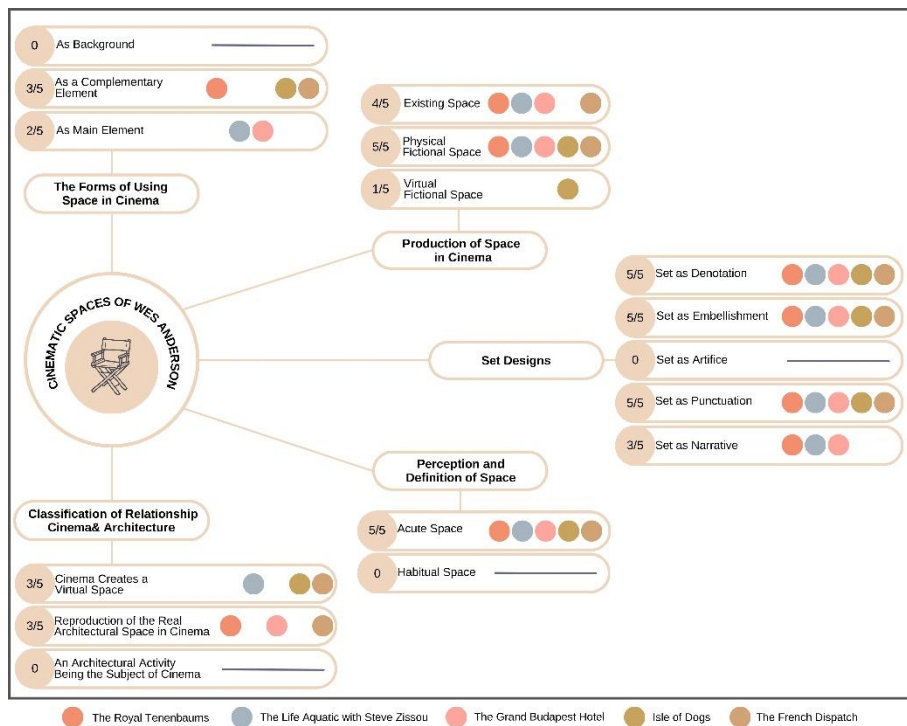 0
As Background
3/5
As a Complementary
Element
2/5
As Main Element
The Forms of Using
Space in Cinema
4/5
Existing Space
5/5
Physical
Fictional Space
1/5
Virtual
Fictional Space
Production of Space
in Cinema
CINEMATIC SPACES OF WES ANDERSON
Set Designs
5/5
Set as Denotation
5/5
Set as Embellishment
0
Set as Artifice
5/5
Set as Punctuation
3/5
Set as Narrative
Perception and
Definition of Space
5/5
Acute Space
0
Habitual Space
Classification of Relationship
Cinema& Architecture
3/5
Cinema Creates a
Virtual Space
3/5
Reproduction of the Real
Architectural Space in Cinema
0
An Architectural Activity
Being the Subject of Cinema
The Royal Tenenbaums
The Life Aquatic with Steve Zissou
The Grand Budapest Hotel
Isle of Dogs
The French Dispatch